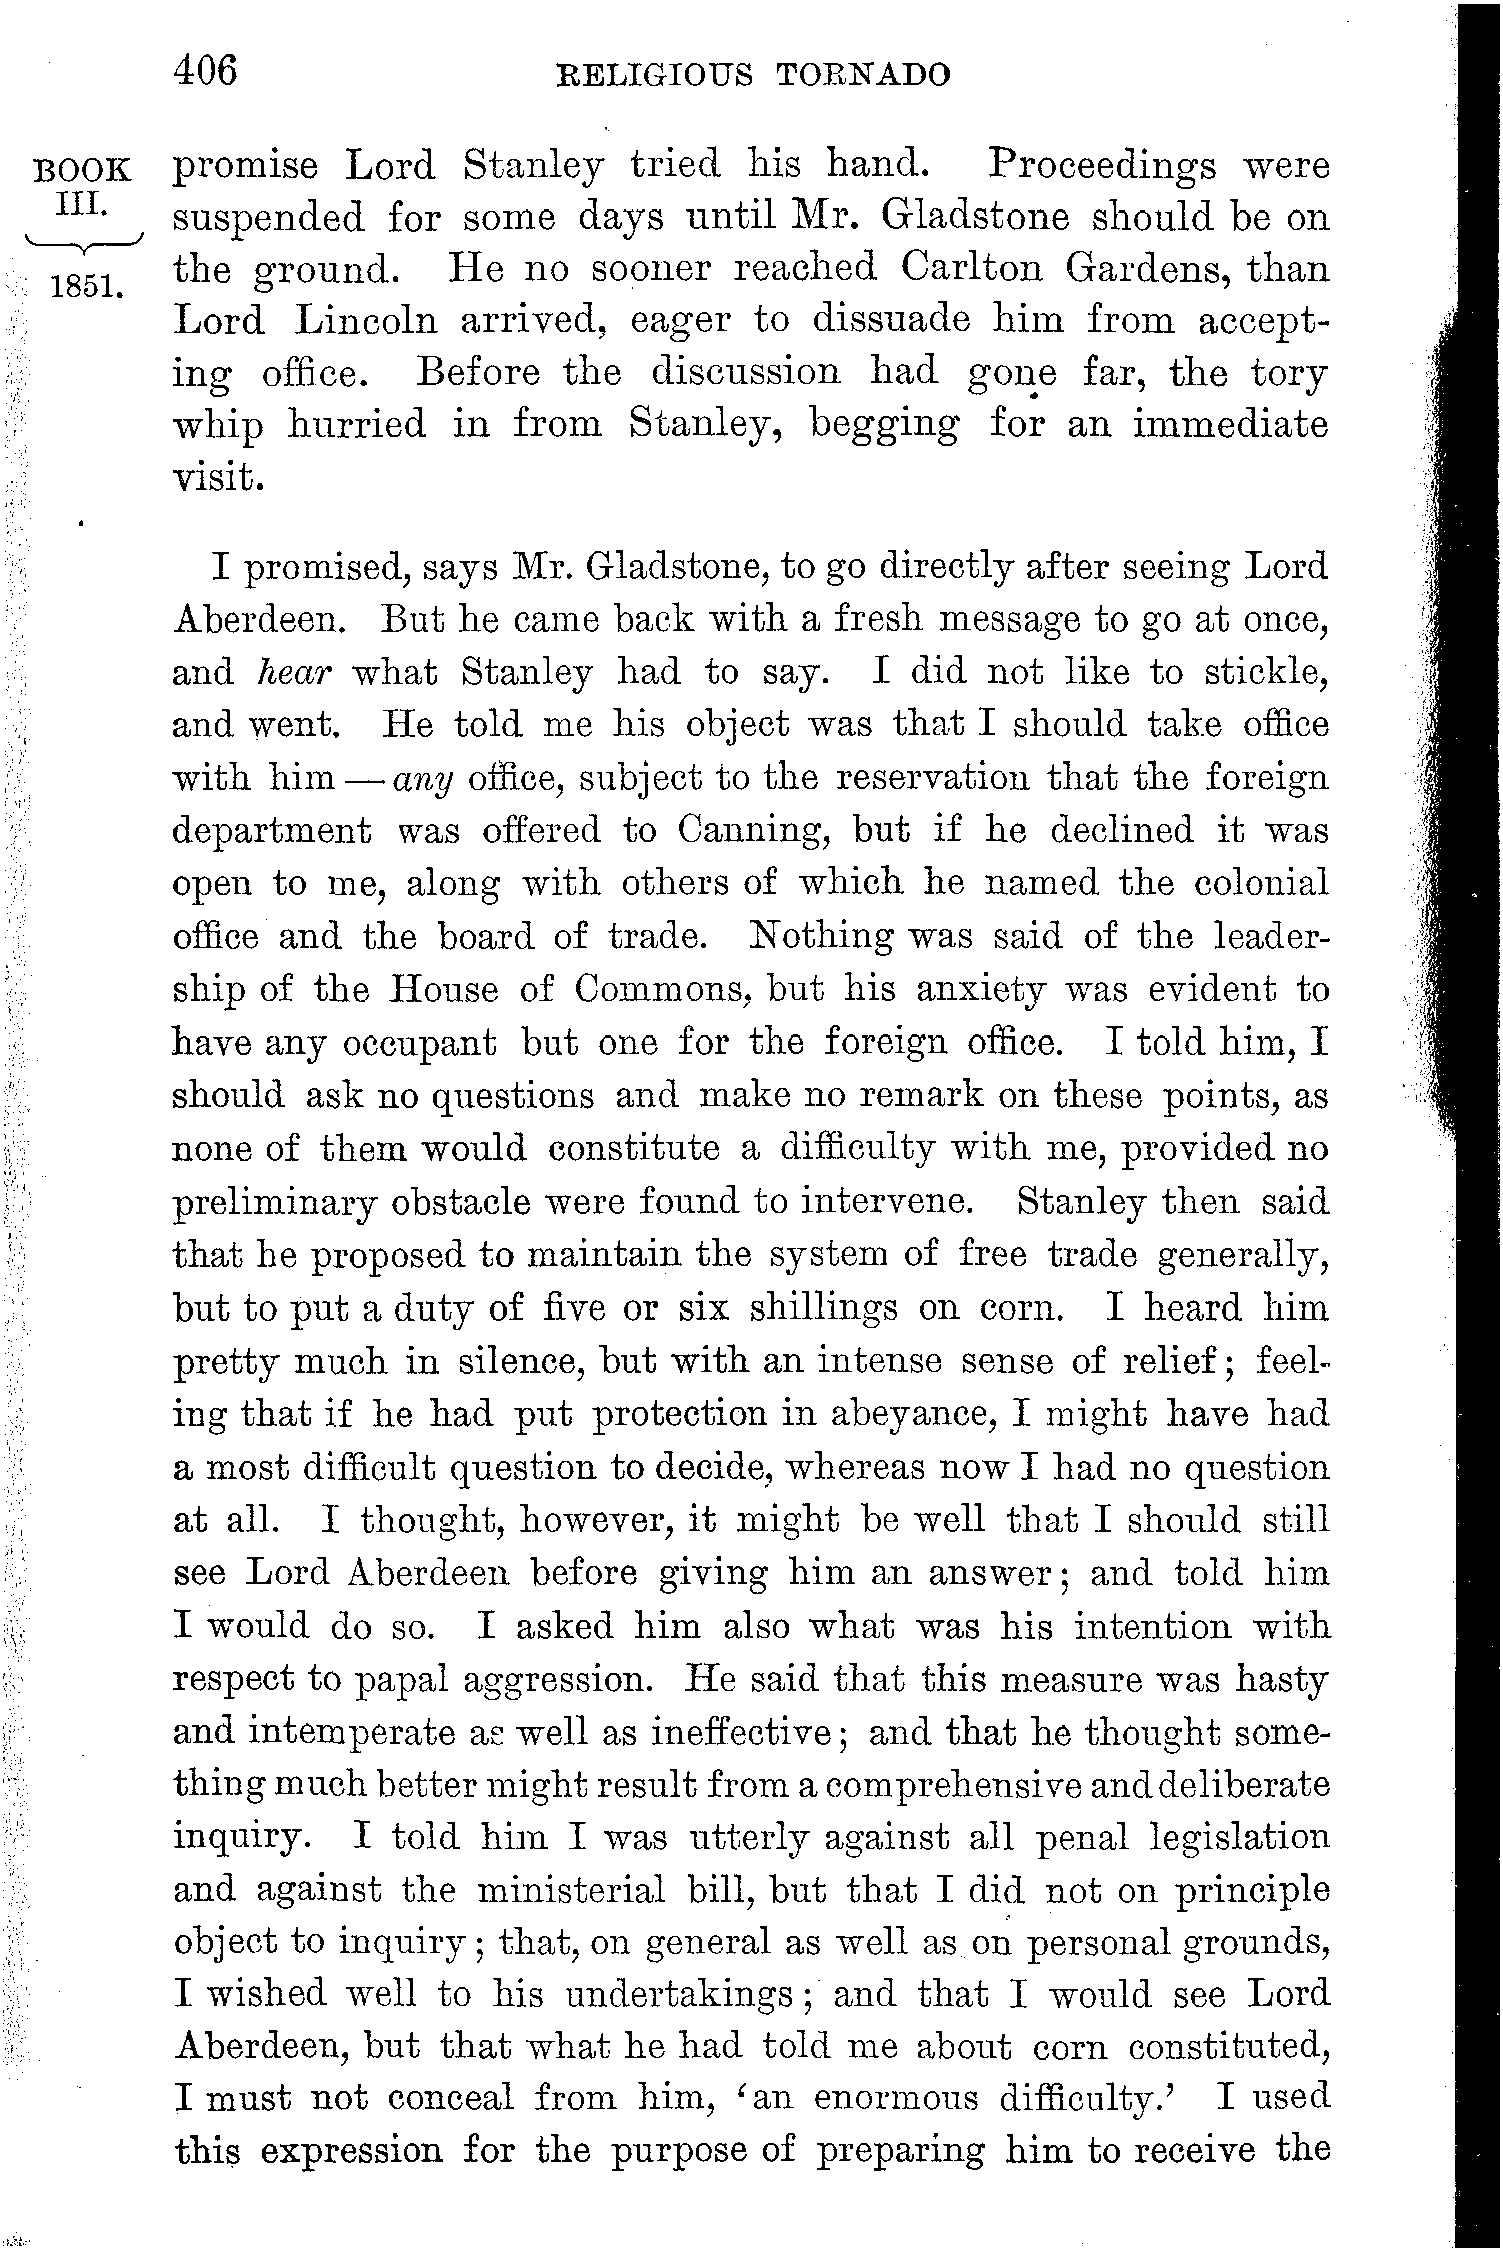 406 RELIGIOUS TORNADO
BOOK
III.
1851.
promise Lord Stanley tried his hand. Proceedings were
suspended for some days until Mr. Gladstone should be on
the ground. He no sooner reached Carlton Gardens, than
Lord Lincoln arrived, eager to dissuade him from accept-
ing office. Before the discussion had gone far, the tory
whip hurried in from Stanley, begging for an immediate
visit.
I promised, says Mr. Gladstone, to go directly after seeing Lord
Aberdeen. But he came back with a fresh message to go at once,
and hear what Stanley had to say. I did not like to stickle,
and went. He told me his object was that I should take office
with him — any office, subject to the reservation that the foreign
department was offered to Canning, but if he declined it was
open to me, along with others of which he named the colonial
office and the board of trade. Nothing was said of the leader-
ship of the House of Commons, but his anxiety was evident to
have any occupant but one for the foreign office. I told him, I
should ask no questions and make no remark on these points, as
none of them would constitute a difficulty with me, provided no
preliminary obstacle were found to intervene. Stanley then said
that he proposed to maintain the system of free trade generally,
but to put a duty of five or six shillings on corn. I heard him
pretty much in silence, but with an intense sense of relief; feel-
ing that if he had put protection in abeyance, I might have had
a most difficult question to decide, whereas now I had no question
at all. I thought, however, it might be well that I should still
see Lord Aberdeen before giving him an answer; and told him
I would do so. I asked him also what was his intention with
respect to papal aggression. He said that this measure was hasty
and intemperate as well as ineffective; and that he thought some-
thing much better might result from a comprehensive and deliberate
inquiry. I told him I was utterly against all penal legislation
and against the ministerial bill, but that I did not on principle
object to inquiry; that, on general as well as on personal grounds,
I wished well to his undertakings; and that I would see Lord
Aberdeen, but that what he had told me about corn constituted,
I must not conceal from him, ‘an enormous difficulty.’ I used
this expression for the purpose of preparing him to receive the